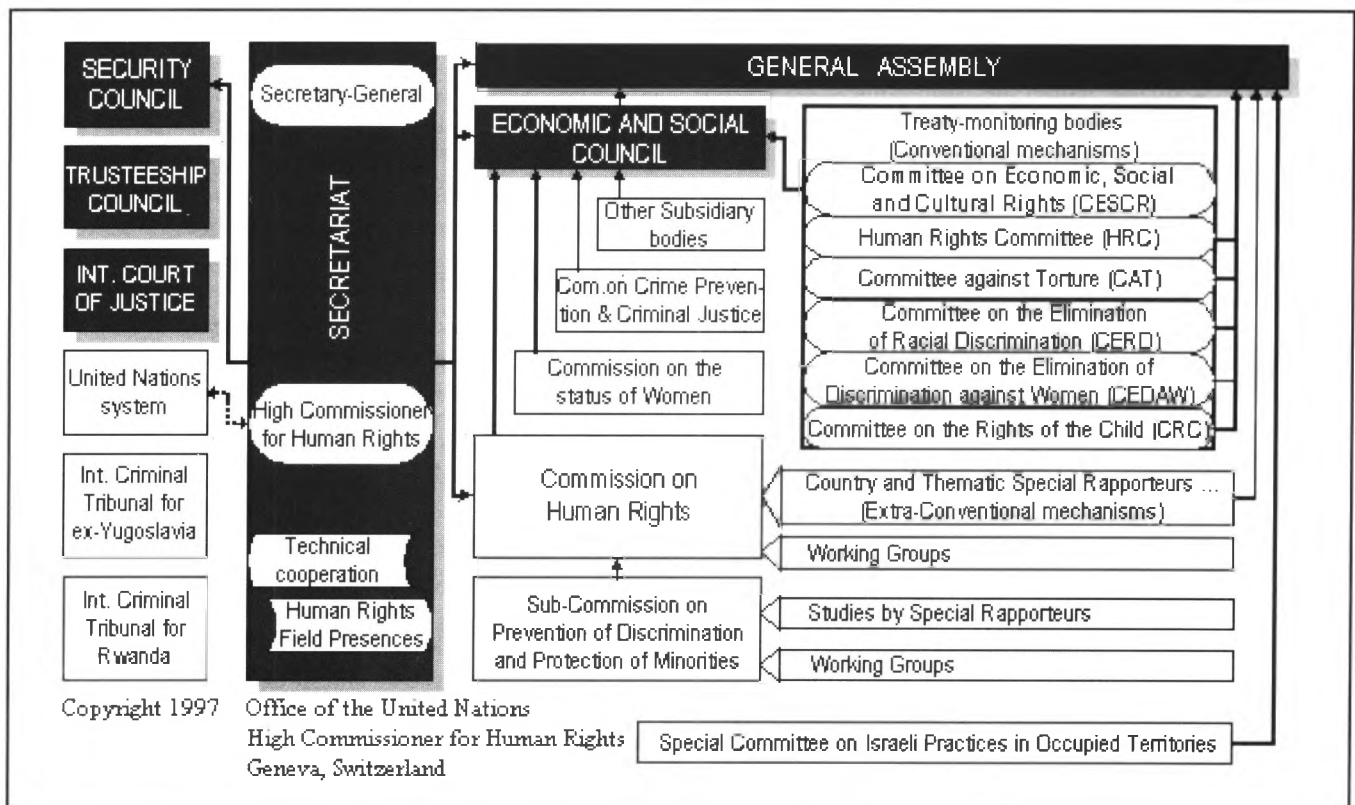 SECURITY
COUNCIL
TRUSTEESHIP
COUNCIL
INT. COURT
OF JUSTICE
United Nations
system
Int. Criminal
Tribunal for
ex-Yugoslavia
Int. Criminal
Tribunal for
Rwanda
Secretary-General
SECRETARIAT
High Commissioner
for Human Rights
Technical
cooperation
Human Rights
Field Presences
GENERAL ASSEMBLY
ECONOMIC AND SOCIAL
COUNCIL
Other Subsidiary
bodies
Com.on Crime Preven-
tion & Criminal Justice
Commission on the
status of Women
Commission on
Human Rights
Sub-Commission on
Prevention of Discrimination
and Protection of Minorities
Treaty-monitoring bodies
(Conventional mechanisms)
Committee on Economic, Social
and Cultural Rights (CESCR)
Human Rights Committee (HRC)
Committee against Torture (CAT)
Committee on the Elimination
of Racial Discrimination (CERD)
Committee on the Elimination of
Discrimination against Women (CEDAW)
Committee on the Rights of the Child (CRC)
Country and Thematic Special Rapporteurs ...
(Extra-Conventional mechanisms)
Working Groups
Studies by Special Rapporteurs
Working Groups
Special Committee on Israeli Practices in Occupied Territories
Copyright 1997 Office of the United Nations
High Commissioner for Human Rights
Geneva, Switzerland